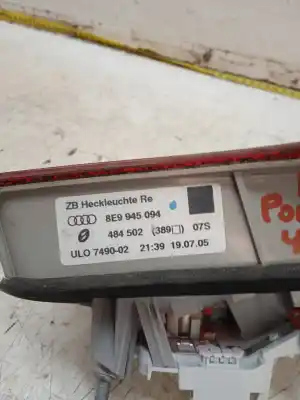 ZB Heckleuchte Re
8E9 945 094
484 502 (389□) 07S
ULO 7490-02 21:39 19.07.05